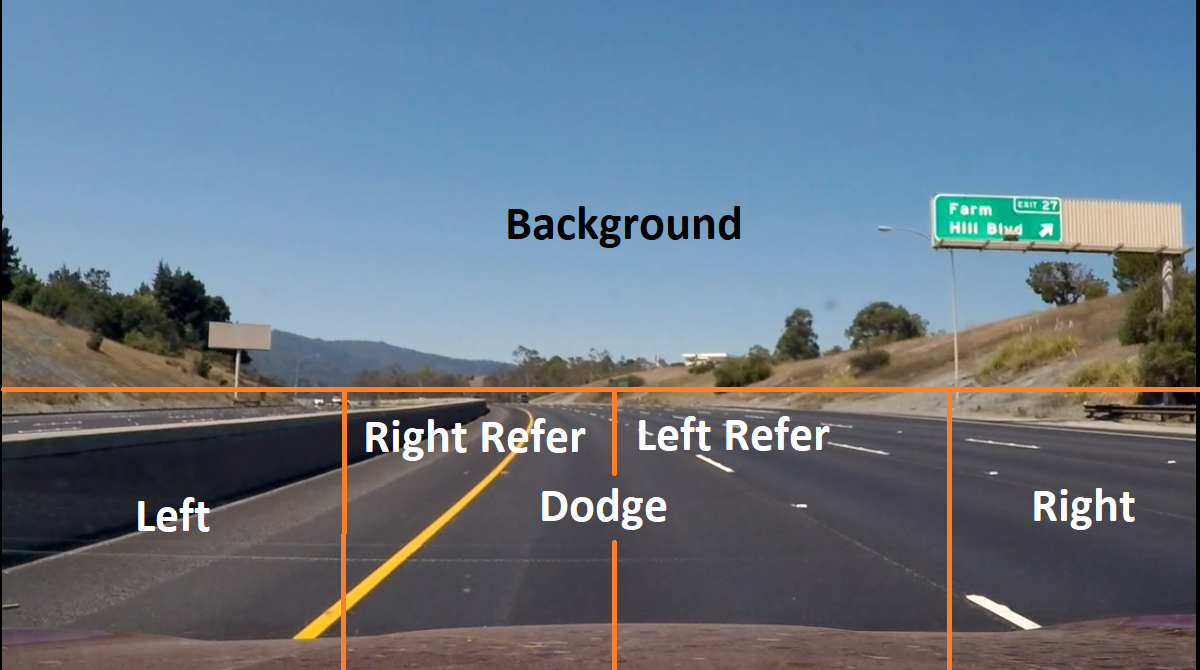 Background
Farm
EXIT 27
Hill Blvd
Right Refer
Left Refer
Left
Dodge
Right